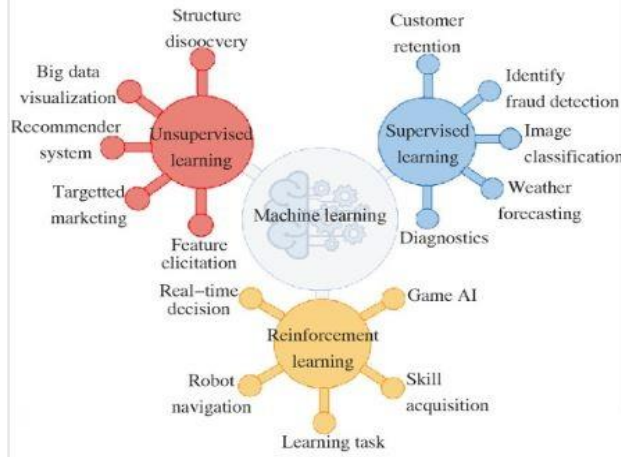 Structure
disoocvery
Big data
visualization
Recommender
system
Targetted
marketing
Feature
elicitation
Unsupervised
learning
Customer
retention
Identify
fraud detection
Image
classification
Weather
forecasting
Diagnostics
Supervised
learning
Machine learning
Real-time
decision
Game AI
Reinforcement
learning
Robot
navigation
Skill
acquisition
Learning task